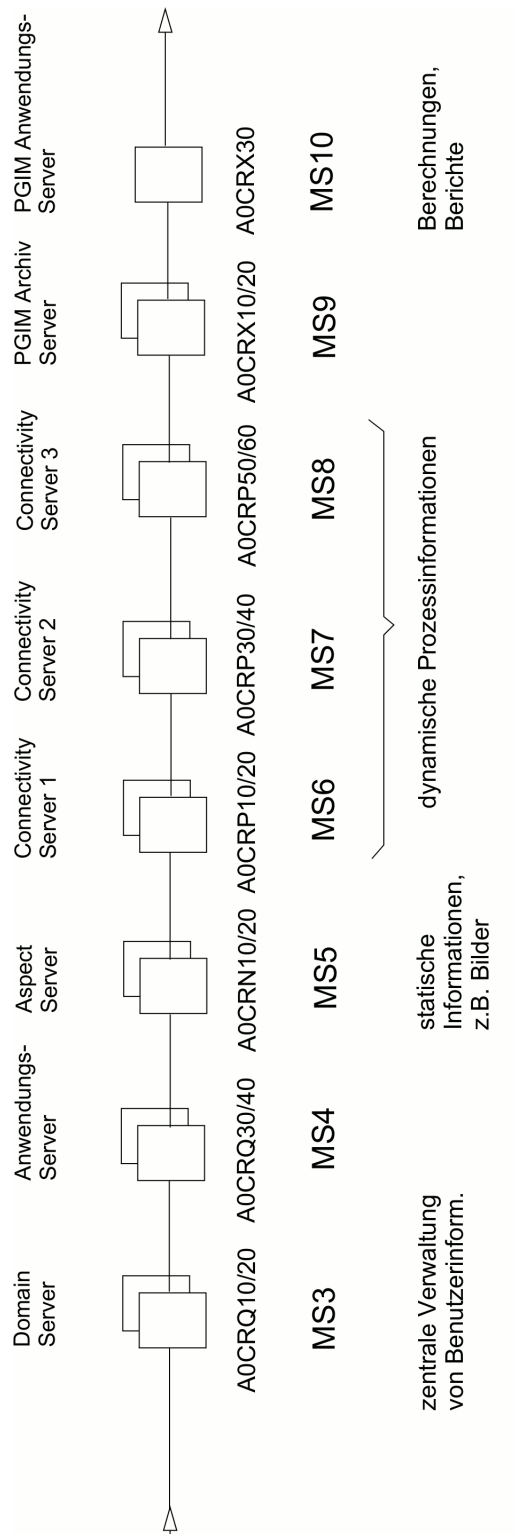 Domain
Server
Anwendungs-
Server
Aspect
Server
Connectivity
Server 1
Connectivity
Server 2
Connectivity
Server 3
PGIM Archiv
Server
PGIM Anwendungs-
Server
A0CRQ10/20
A0CRQ30/40
A0CRN10/20
A0CRP10/20
A0CRP30/40
A0CRP50/60
A0CRX10/20
A0CRX30
MS3
MS4
MS5
MS6
MS7
MS8
MS9
MS10
zentrale Verwaltung
von Benutzerinform.
statische
Informationen,
z.B. Bilder
dynamische Prozessinformationen
Berechnungen,
Berichte